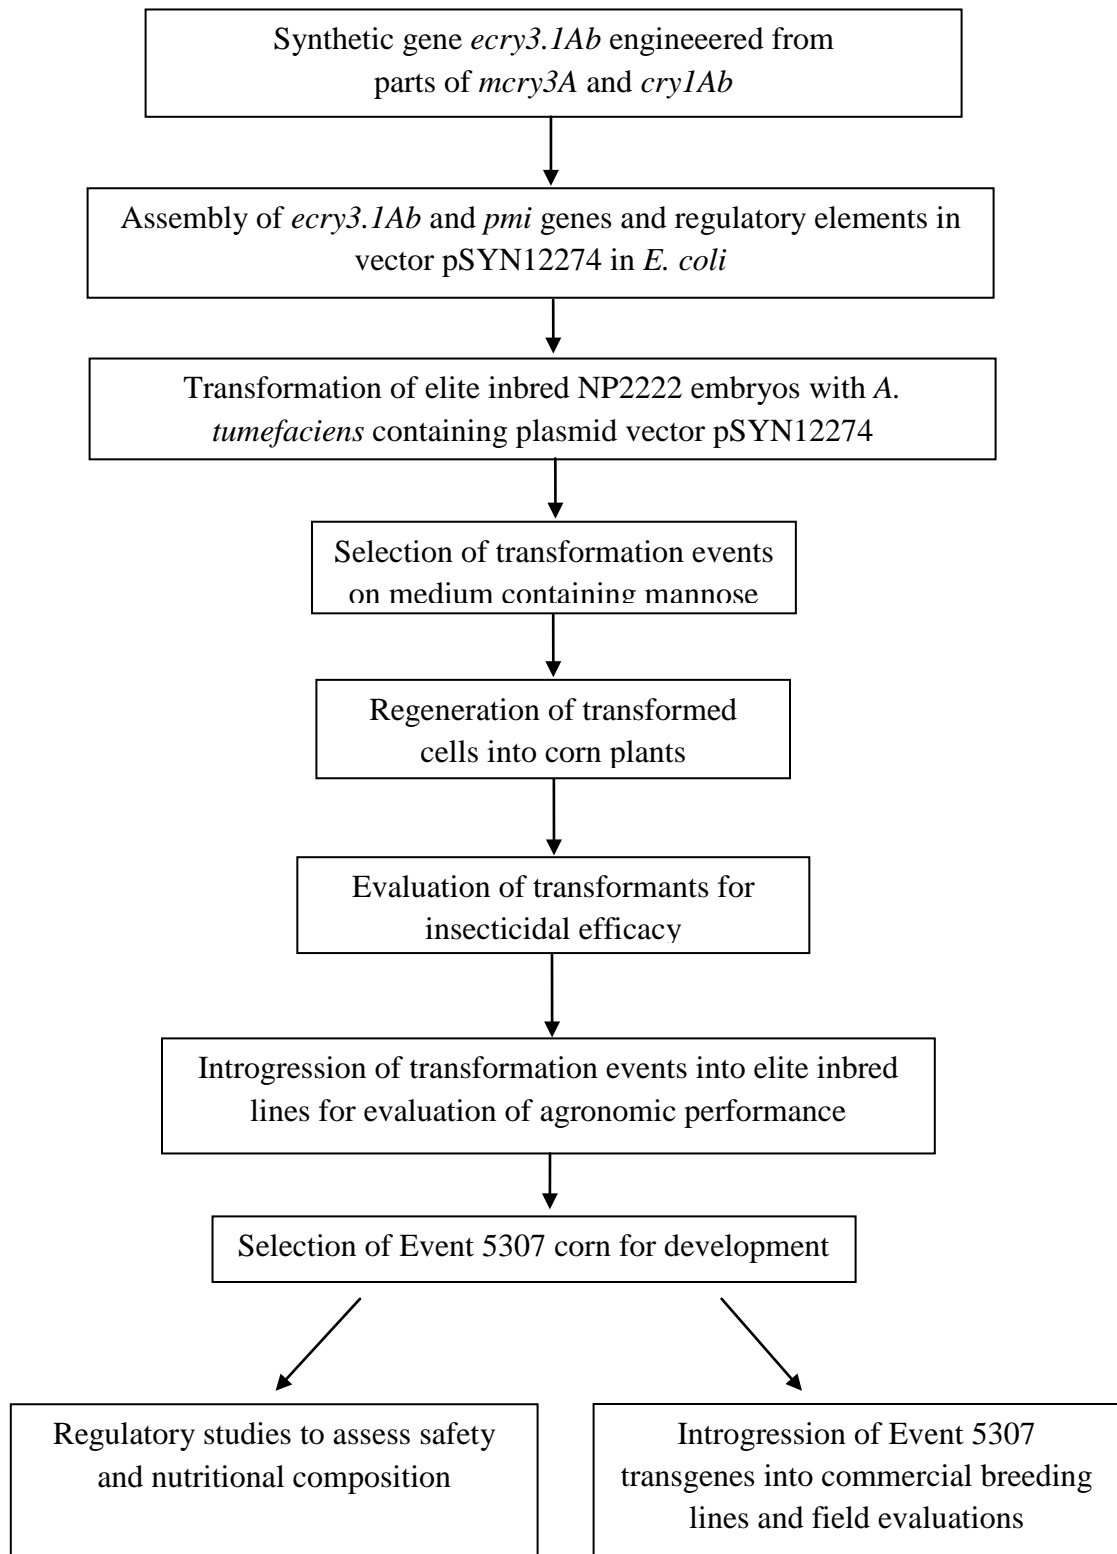 Synthetic gene ecry3.1Ab engineeered from
parts of mcry3A and cry1Ab
Assembly of ecry3.1Ab and pmi genes and regulatory elements in
vector pSYN12274 in E. coli
Transformation of elite inbred NP2222 embryos with A.
tumefaciens containing plasmid vector pSYN12274
Selection of transformation events
on medium containing mannose
Regeneration of transformed
cells into corn plants
Evaluation of transformants for
insecticidal efficacy
Introgression of transformation events into elite inbred
lines for evaluation of agronomic performance
Selection of Event 5307 corn for development
Regulatory studies to assess safety
and nutritional composition
Introgression of Event 5307
transgenes into commercial breeding
lines and field evaluations